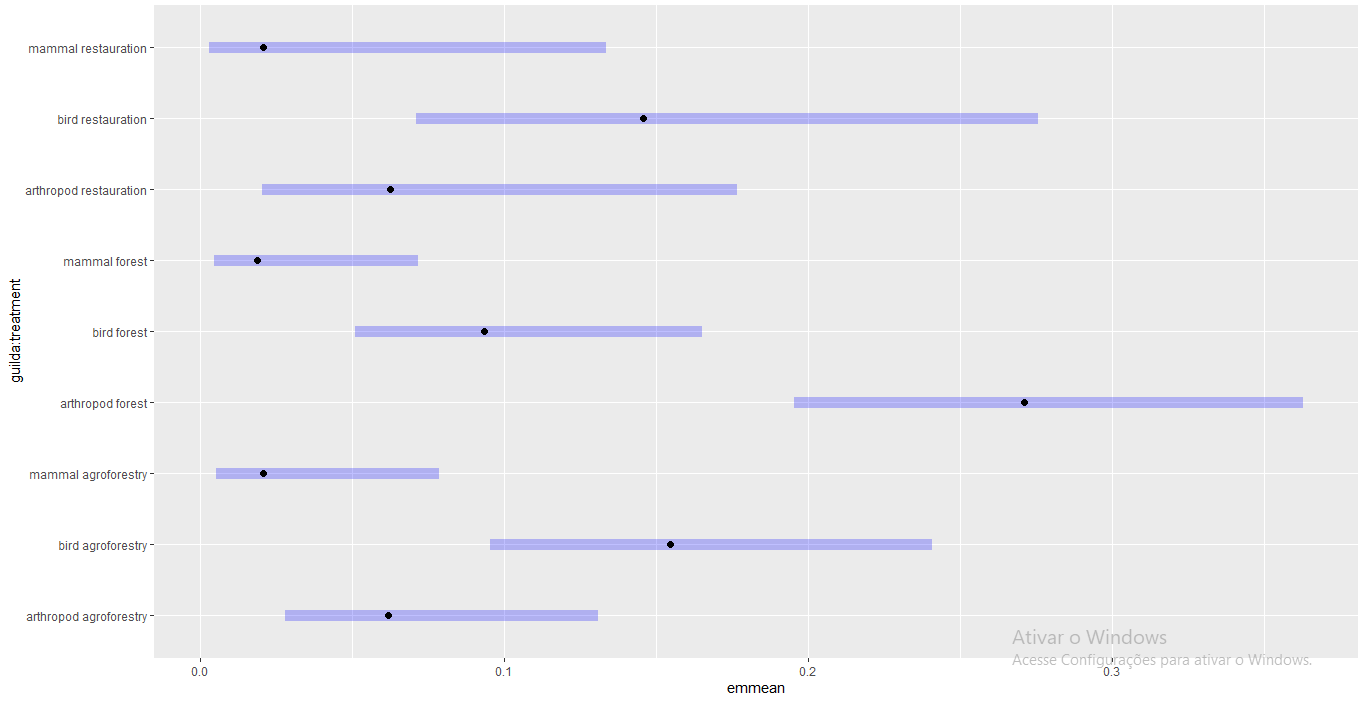 mammal restauration
bird restauration
arthropod restauration
mammal forest
bird forest
arthropod forest
mammal agroforestry
bird agroforestry
arthropod agroforestry
guilda:treatment
0.0 0.1 0.2 0.3
emmean
Ativar o Windows
Acesse Configurações para ativar o Windows.